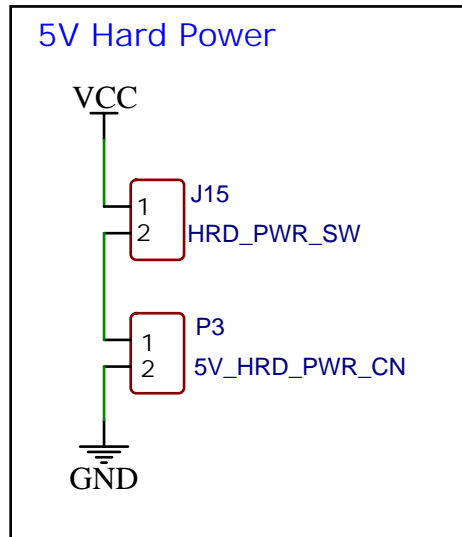 5V Hard Power
VCC
J15
1
2
HRD_PWR_SW
P3
1
2
5V_HRD_PWR_CN
GND